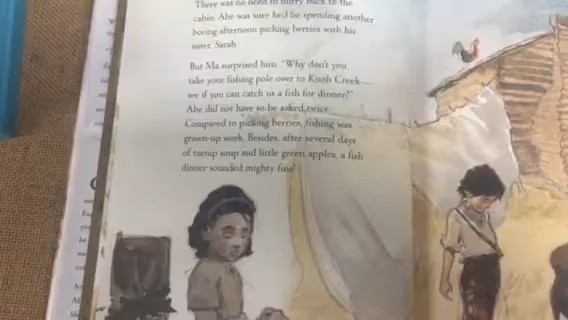 There was no need to hurry back to the
cabin. Abe was sure he'd be spending another
boring afternoon picking berries with his
sister, Sarah.
But Ma surprised him. "Why don't you
take your fishing pole over to Knob Creek—
see if you can catch us a fish for dinner?"
Abe did not have to be asked twice.
Compared to picking berries, fishing was
grown-up work. Besides, after several days
of turnip soup and little green apples, a fish
dinner sounded mighty fine!